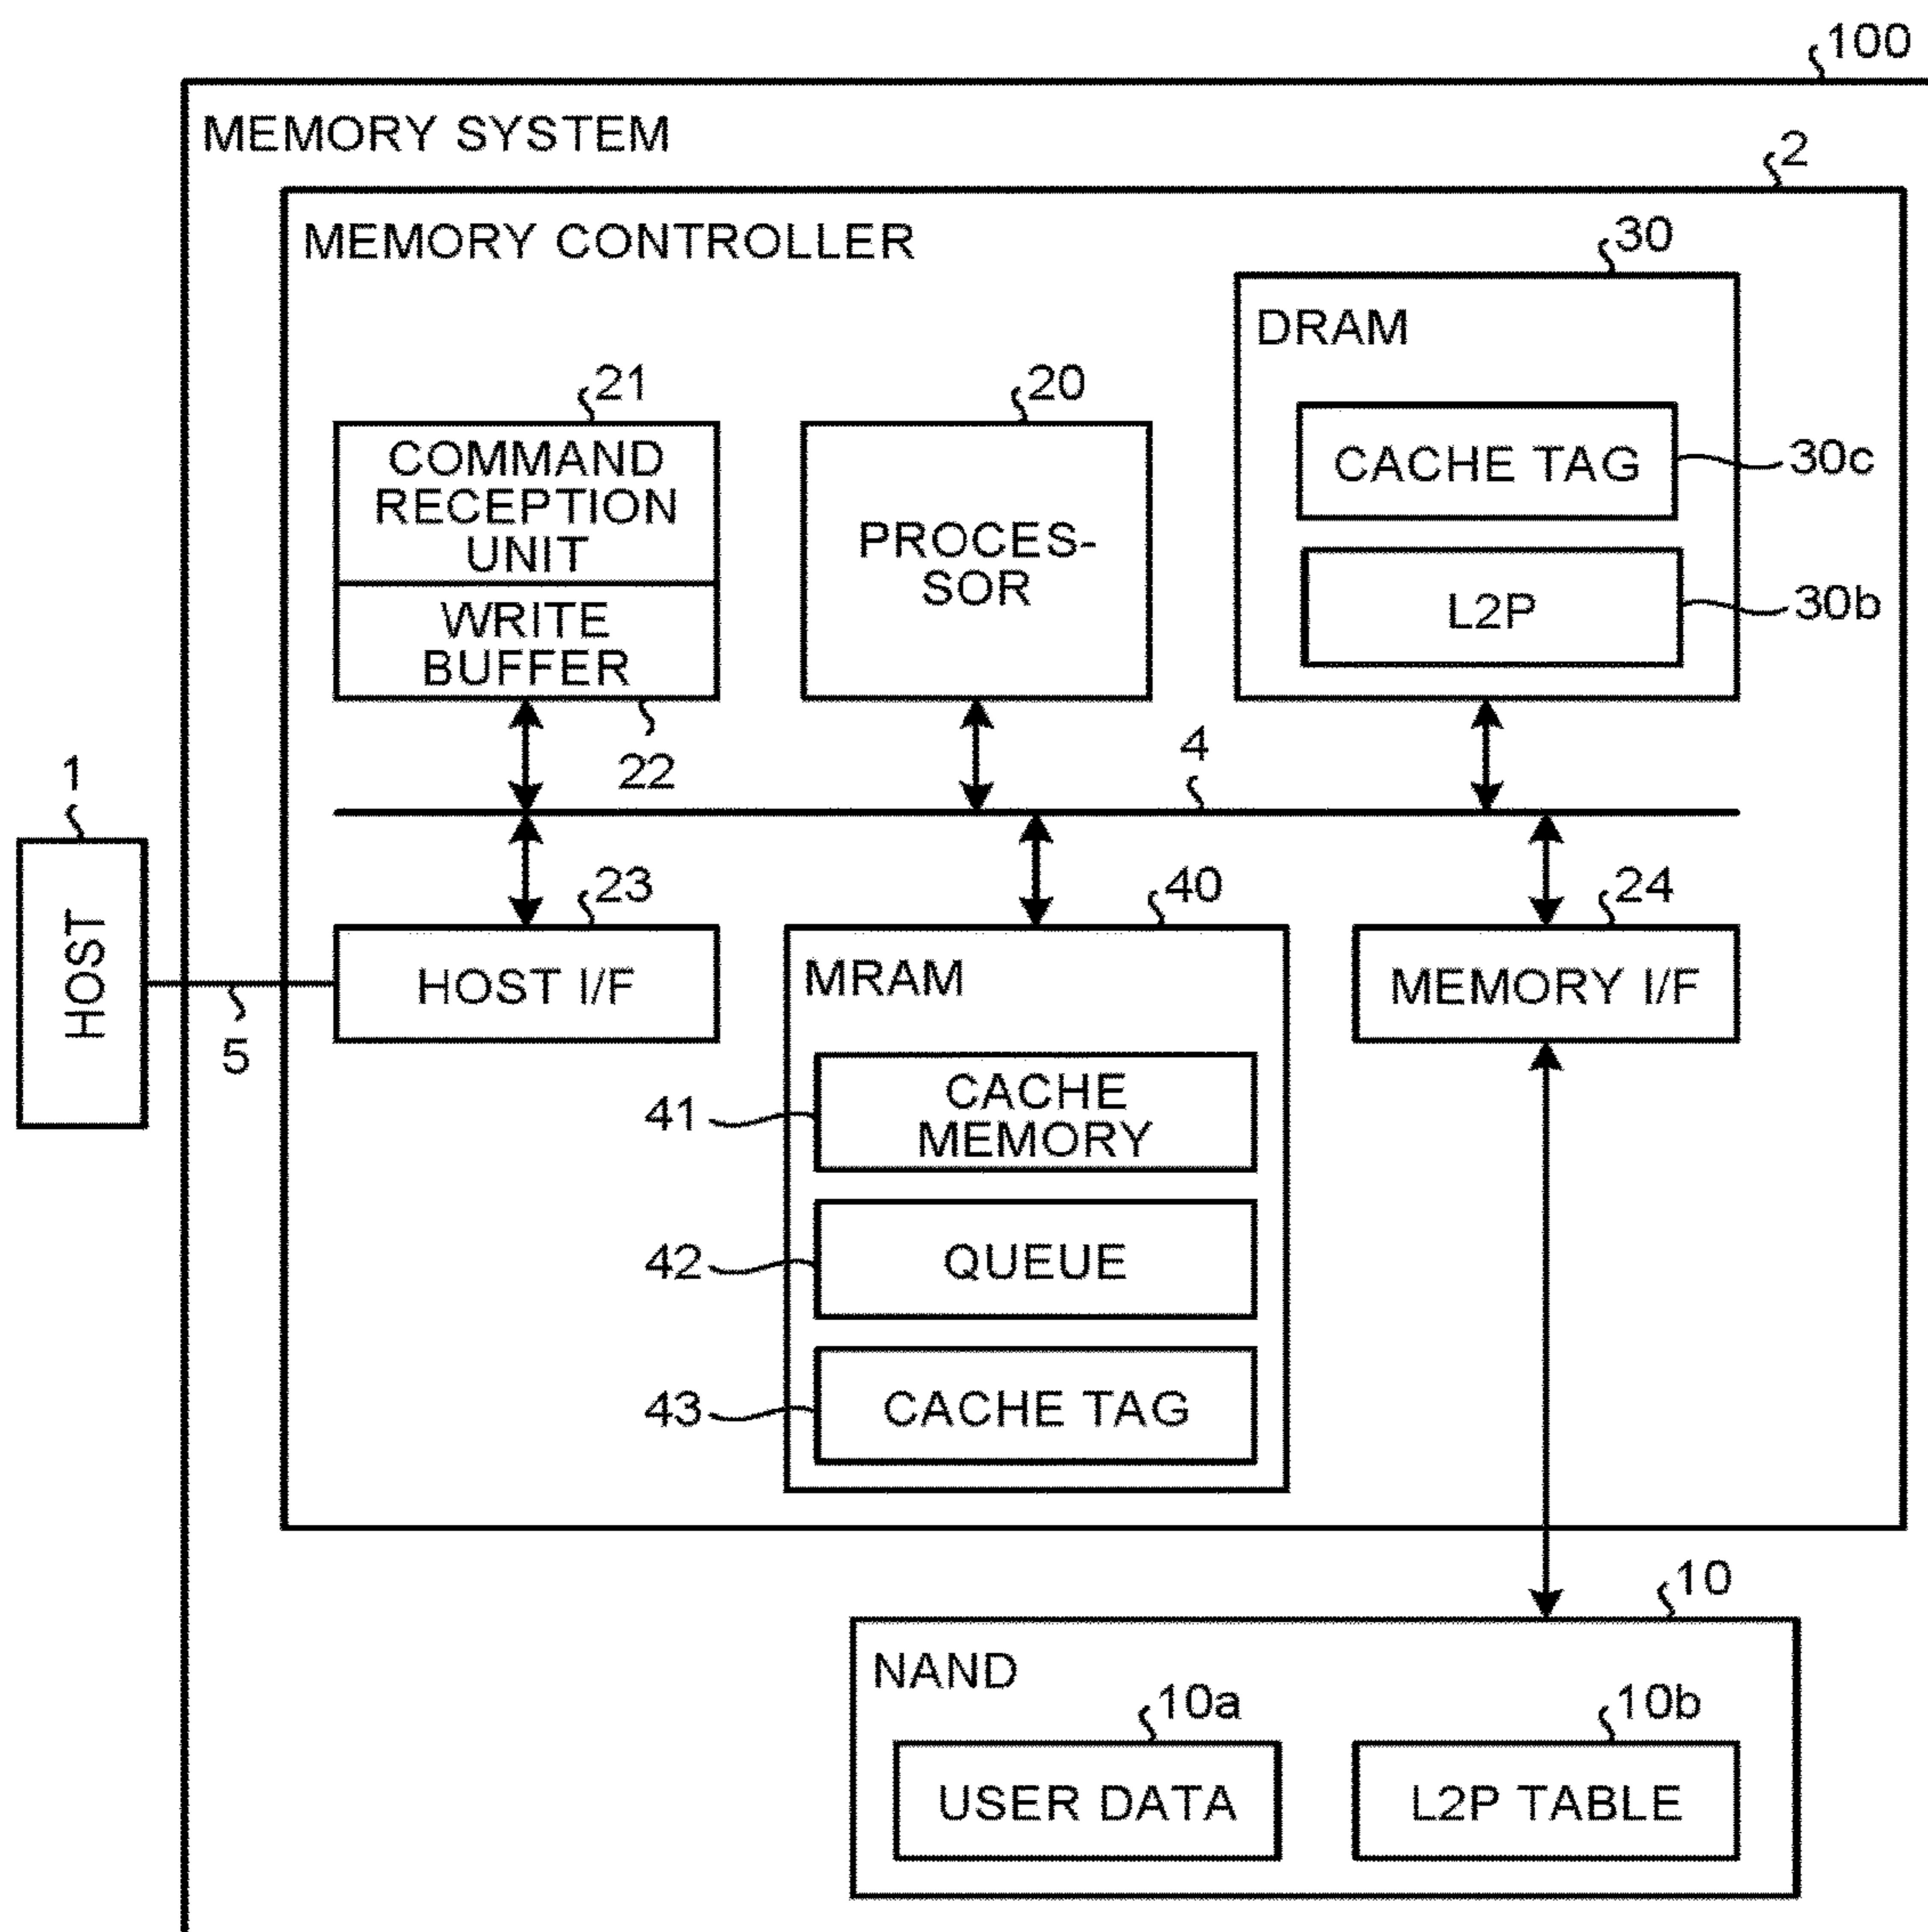 100
MEMORY SYSTEM
2
MEMORY CONTROLLER
30
DRAM
21
20
COMMAND
RECEPTION
UNIT
WRITE
BUFFER
PROCES-
SOR
CACHE TAG
30c
L2P
30b
22
4
1
HOST
5
23
HOST I/F
40
MRAM
24
MEMORY I/F
41
CACHE
MEMORY
42
QUEUE
43
CACHE TAG
10
NAND
10a
USER DATA
10b
L2P TABLE